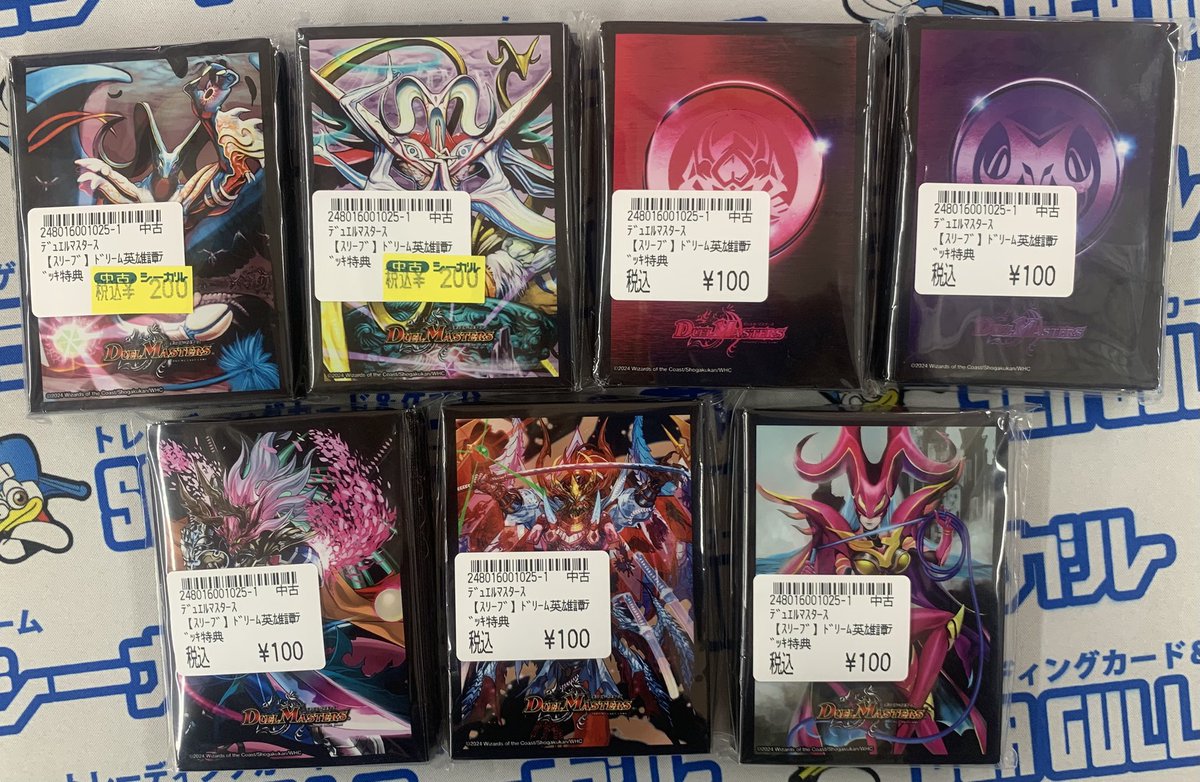 248016001025-1 中古
デュエルマスターズ
【スリーブ】ドリーム英雄譚デ
ッキ特典
中古 シーガル
税込¥ 200
DUEL MASTERS
©2024 Wizards of the Coast/Shogakukan/WHC
248016001025-1 中古
デュエルマスターズ
【スリーブ】ドリーム英雄譚デ
ッキ特典
中古 シーガル
税込¥ 200
DUEL MASTERS
©2024 Wizards of the Coast/Shogakukan/WHC
248016001025-1 中古
デュエルマスターズ
【スリーブ】ドリーム英雄譚デ
ッキ特典
税込 ¥100
DUEL MASTERS
©2024 Wizards of the Coast/Shogakukan/WHC
248016001025-1 中古
デュエルマスターズ
【スリーブ】ドリーム英雄譚デ
ッキ特典
税込 ¥100
DUEL MASTERS
©2024 Wizards of the Coast/Shogakukan/WHC
248016001025-1 中古
デュエルマスターズ
【スリーブ】ドリーム英雄譚デ
ッキ特典
税込 ¥100
DUEL MASTERS
©2024 Wizards of the Coast/Shogakukan/WHC
248016001025-1 中古
デュエルマスターズ
【スリーブ】ドリーム英雄譚デ
ッキ特典
税込 ¥100
DUEL MASTERS
©2024 Wizards of the Coast/Shogakukan/WHC
248016001025-1 中古
デュエルマスターズ
【スリーブ】ドリーム英雄譚デ
ッキ特典
税込 ¥100
DUEL MASTERS
©2024 Wizards of the Coast/Shogakukan/WHC
ディングカード&
SEAGULL
トレーディング